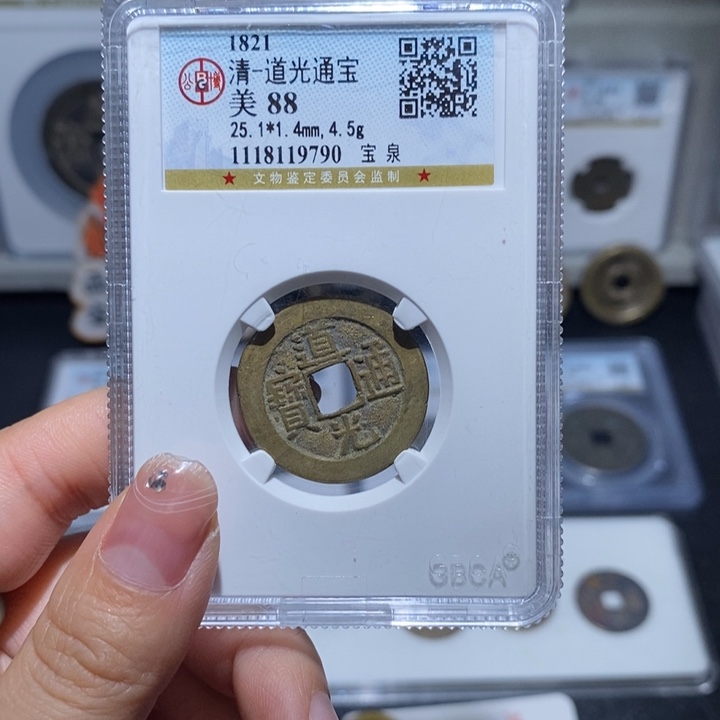 1821
清-道光通宝
美 88
25.1*1.4mm, 4.5g
1118119790 宝 泉
★ 文物鉴定委员会监制 ★
道光通寶
GBCA